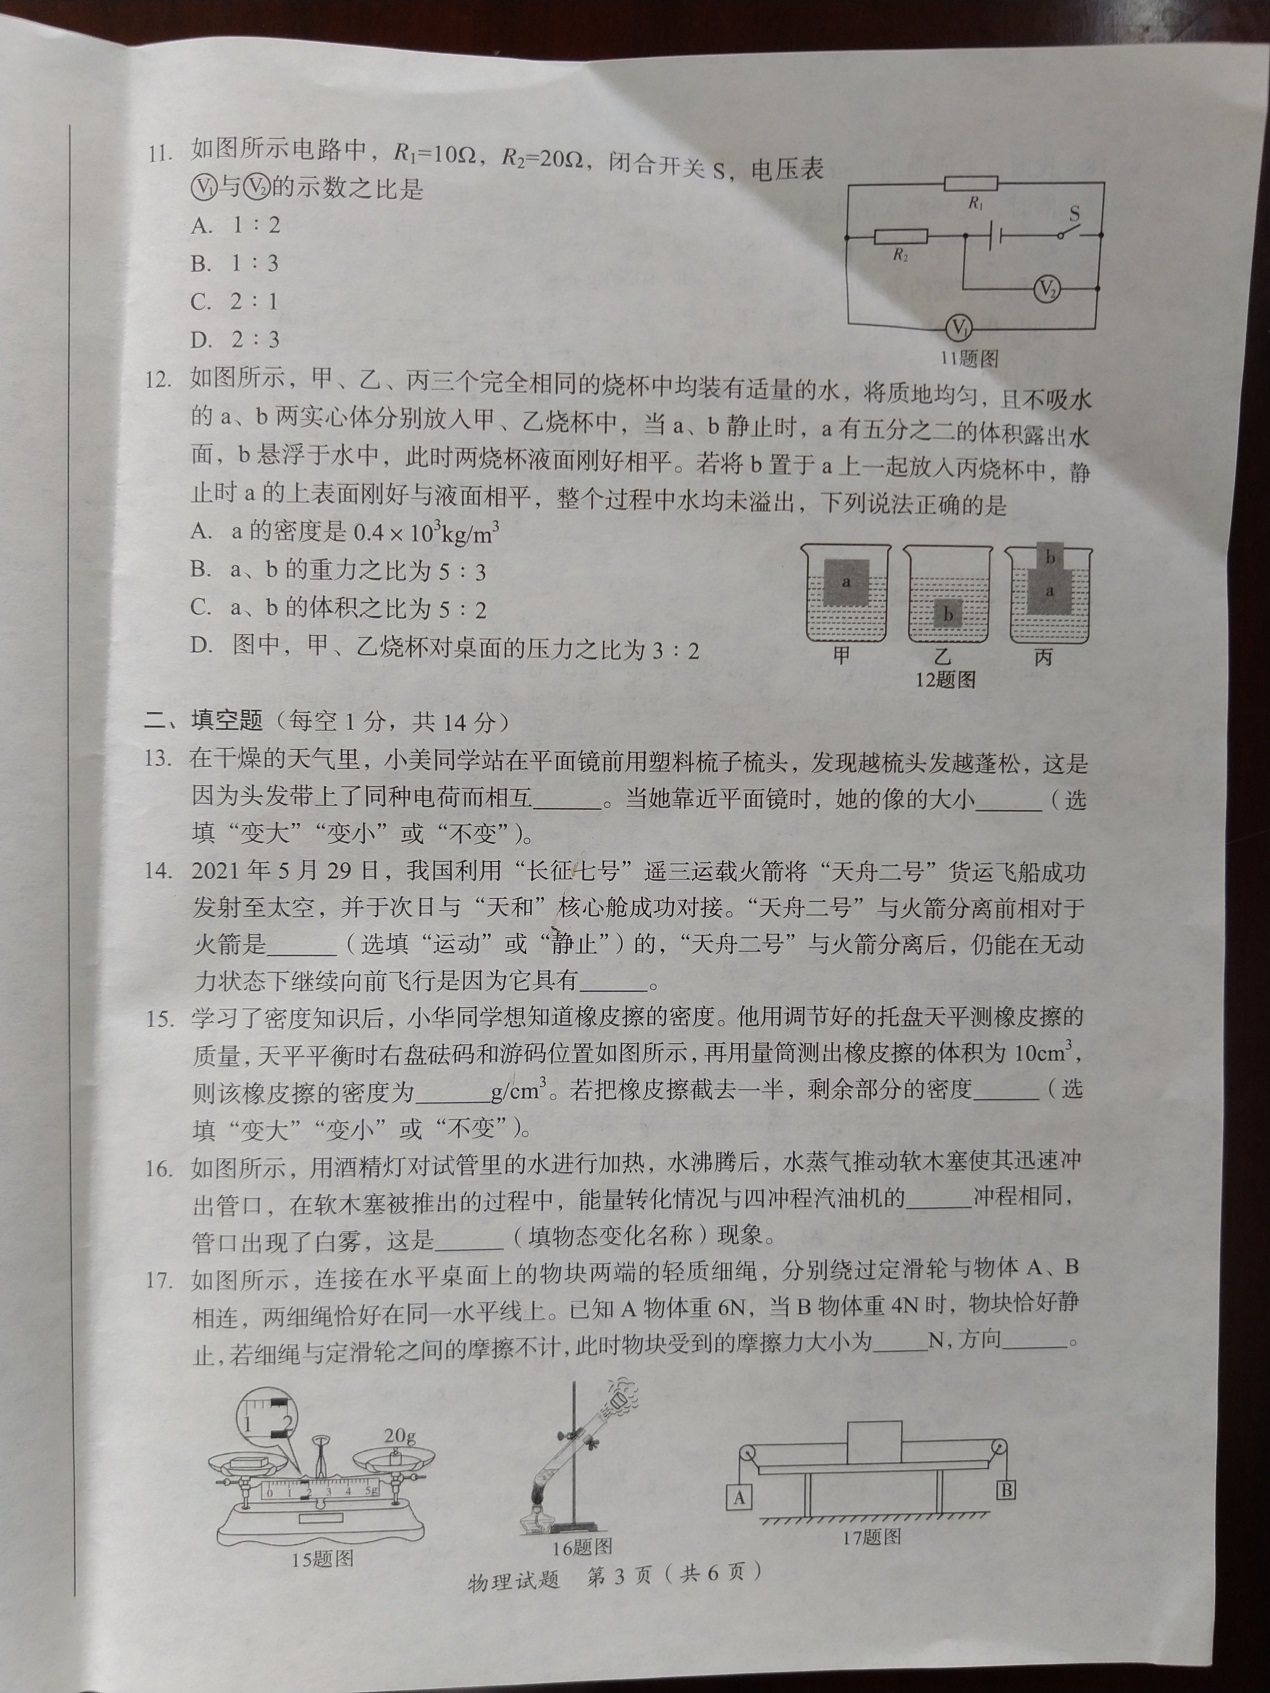 11. 如图所示电路中，R₁=10Ω，R₂=20Ω，闭合开关 S，电压表
V₁与V₂的示数之比是
A. 1∶2
B. 1∶3
C. 2∶1
D. 2∶3
R₁
S
R₂
V₂
V₁
11题图
12. 如图所示，甲、乙、丙三个完全相同的烧杯中均装有适量的水，将质地均匀，且不吸水
的 a、b 两实心体分别放入甲、乙烧杯中，当 a、b 静止时，a 有五分之二的体积露出水
面，b 悬浮于水中，此时两烧杯液面刚好相平。若将 b 置于 a 上一起放入丙烧杯中，静
止时 a 的上表面刚好与液面相平，整个过程中水均未溢出，下列说法正确的是
A. a 的密度是 0.4×10³kg/m³
B. a、b 的重力之比为 5∶3
C. a、b 的体积之比为 5∶2
D. 图中，甲、乙烧杯对桌面的压力之比为 3∶2
a
b
b
a
甲 乙 丙
12题图
二、填空题（每空 1 分，共 14 分）
13. 在干燥的天气里，小美同学站在平面镜前用塑料梳子梳头，发现越梳头发越蓬松，这是
因为头发带上了同种电荷而相互______。当她靠近平面镜时，她的像的大小______（选
填“变大”“变小”或“不变”）。
14. 2021 年 5 月 29 日，我国利用“长征七号”遥三运载火箭将“天舟二号”货运飞船成功
发射至太空，并于次日与“天和”核心舱成功对接。“天舟二号”与火箭分离前相对于
火箭是______（选填“运动”或“静止”）的，“天舟二号”与火箭分离后，仍能在无动
力状态下继续向前飞行是因为它具有______。
15. 学习了密度知识后，小华同学想知道橡皮擦的密度。他用调节好的托盘天平测橡皮擦的
质量，天平平衡时右盘砝码和游码位置如图所示，再用量筒测出橡皮擦的体积为 10cm³，
则该橡皮擦的密度为______g/cm³。若把橡皮擦截去一半，剩余部分的密度______（选
填“变大”“变小”或“不变”）。
16. 如图所示，用酒精灯对试管里的水进行加热，水沸腾后，水蒸气推动软木塞使其迅速冲
出管口，在软木塞被推出的过程中，能量转化情况与四冲程汽油机的______冲程相同，
管口出现了白雾，这是______（填物态变化名称）现象。
17. 如图所示，连接在水平桌面上的物块两端的轻质细绳，分别绕过定滑轮与物体 A、B
相连，两细绳恰好在同一水平线上。已知 A 物体重 6N，当 B 物体重 4N 时，物块恰好静
止，若细绳与定滑轮之间的摩擦不计，此时物块受到的摩擦力大小为_____N，方向______。
1 2
20g
0 1 2 3 4 5g
15题图
16题图
A
B
17题图
物理试题 第 3 页（共 6 页）